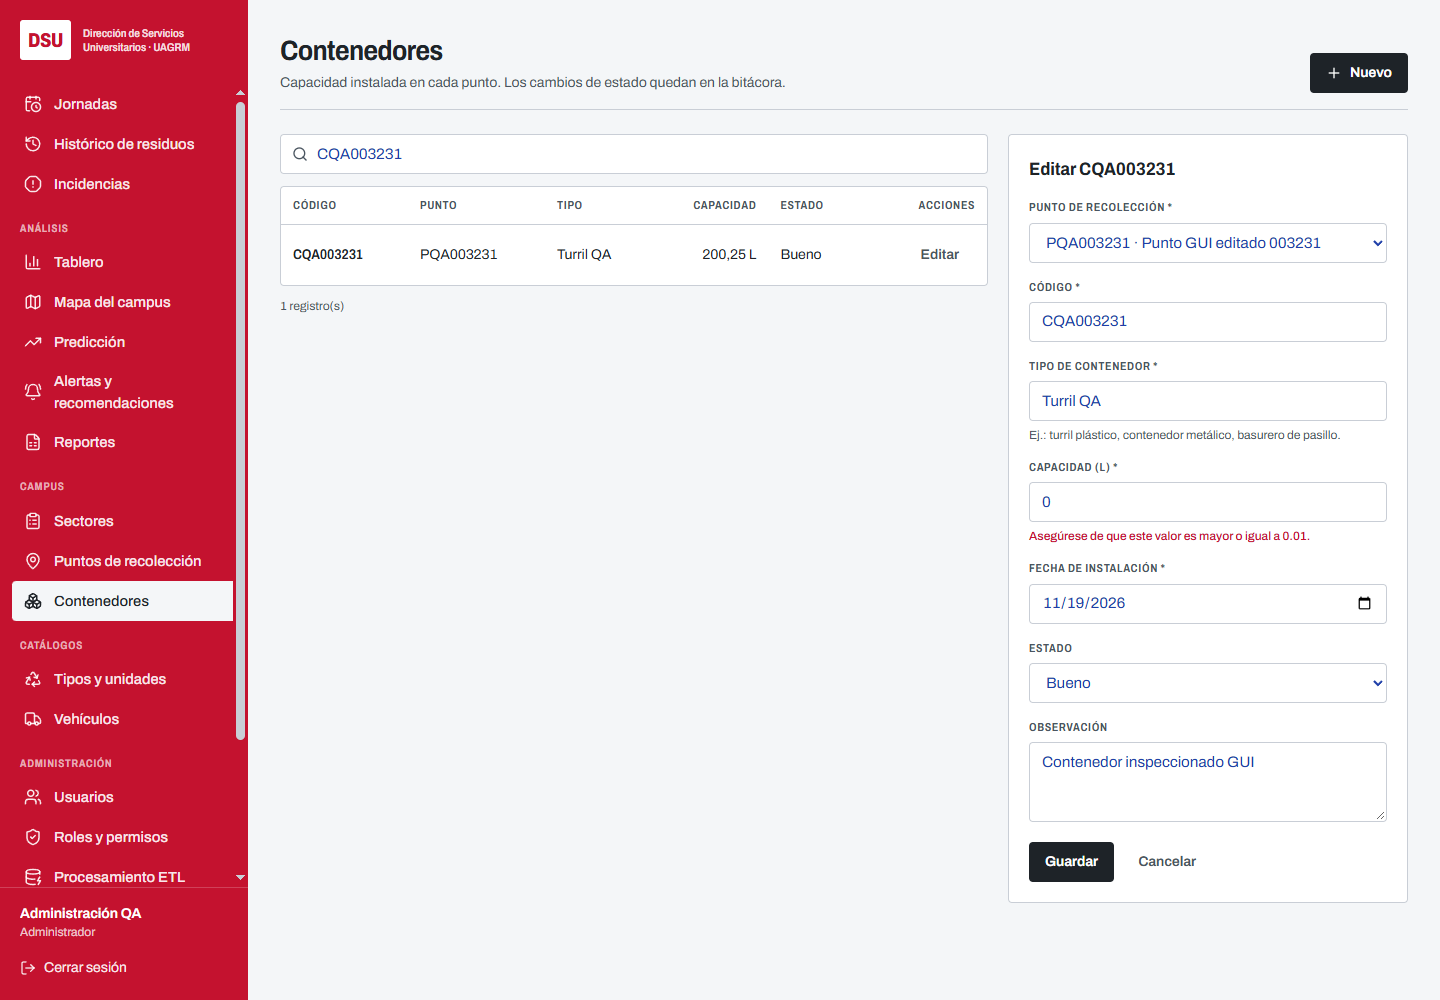 DSU
Dirección de Servicios
Universitarios · UAGRM
Jornadas
Histórico de residuos
Incidencias
ANÁLISIS
Tablero
Mapa del campus
Predicción
Alertas y
recomendaciones
Reportes
CAMPUS
Sectores
Puntos de recolección
Contenedores
CATÁLOGOS
Tipos y unidades
Vehículos
ADMINISTRACIÓN
Usuarios
Roles y permisos
Procesamiento ETL
Administración QA
Administrador
Cerrar sesión
Contenedores
Capacidad instalada en cada punto. Los cambios de estado quedan en la bitácora.
Nuevo
CQA003231
CÓDIGO PUNTO TIPO CAPACIDAD ESTADO ACCIONES
CQA003231 PQA003231 Turril QA 200,25 L Bueno Editar
1 registro(s)
Editar CQA003231
PUNTO DE RECOLECCIÓN *
PQA003231 · Punto GUI editado 003231
CÓDIGO *
CQA003231
TIPO DE CONTENEDOR *
Turril QA
Ej.: turril plástico, contenedor metálico, basurero de pasillo.
CAPACIDAD (L) *
0
Asegúrese de que este valor es mayor o igual a 0.01.
FECHA DE INSTALACIÓN *
11/19/2026
ESTADO
Bueno
OBSERVACIÓN
Contenedor inspeccionado GUI
Guardar
Cancelar